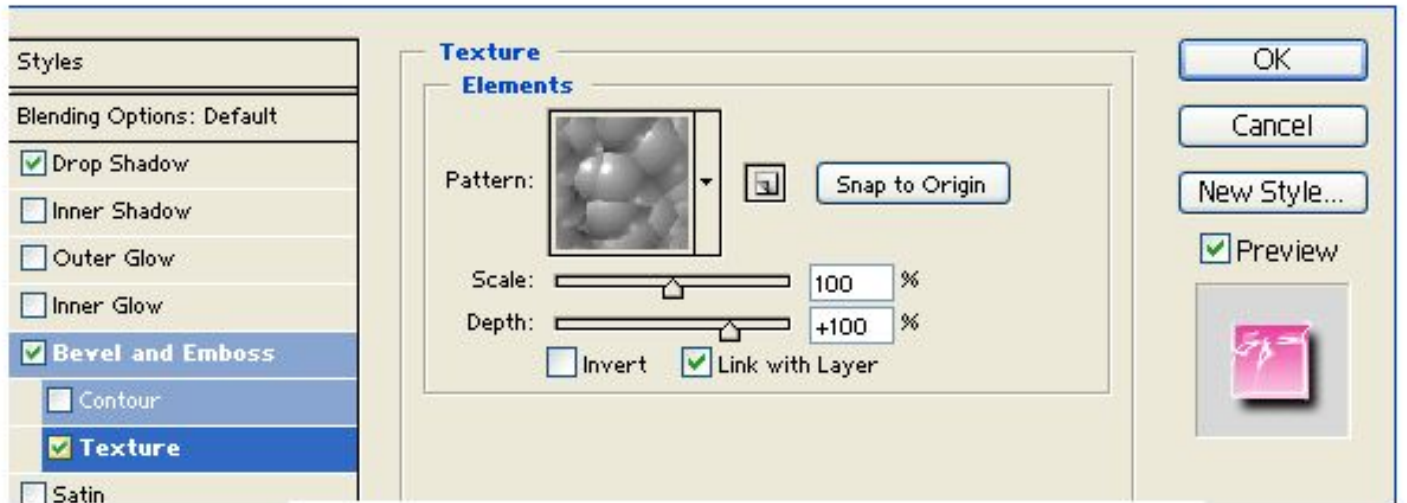 Styles
Blending Options: Default
Drop Shadow
Inner Shadow
Outer Glow
Inner Glow
Bevel and Emboss
Contour
Texture
Satin
Texture
Elements
Pattern:
Snap to Origin
Scale: 100 %
Depth: +100 %
Invert Link with Layer
OK
Cancel
New Style...
Preview